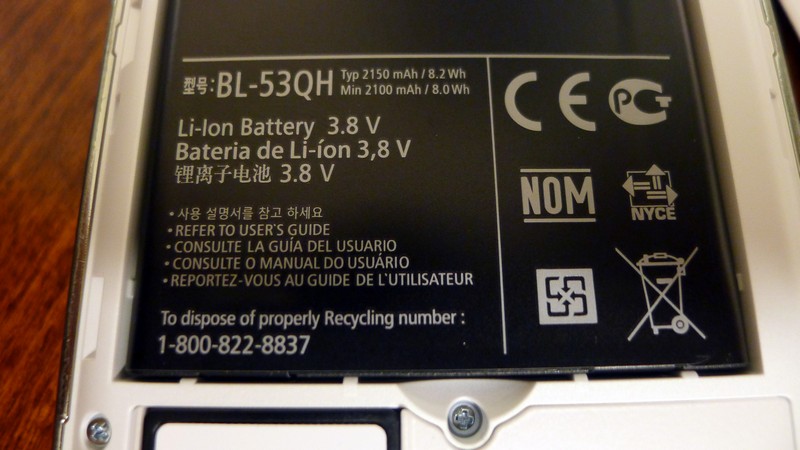 型号:BL-53QH Typ 2150 mAh / 8.2 Wh
Min 2100 mAh / 8.0 Wh
Li-Ion Battery 3.8 V
Bateria de Li-íon 3,8 V
锂离子电池 3.8 V
• 사용 설명서를 참고 하세요
• REFER TO USER'S GUIDE
• CONSULTE LA GUÍA DEL USUARIO
• CONSULTE O MANUAL DO USUÁRIO
• REPORTEZ-VOUS AU GUIDE DE L'UTILISATEUR
To dispose of properly Recycling number :
1-800-822-8837
CE PCT
NOM
NYCE